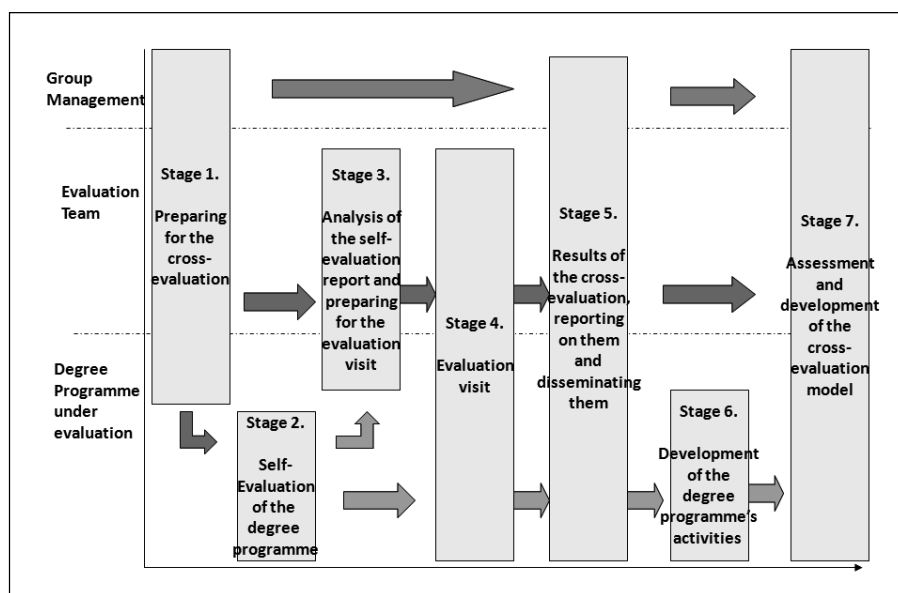 Group
Management
Evaluation
Team
Degree
Programme
under
evaluation
Stage 1.
Preparing
for the
cross-
evaluation
Stage 2.
Self-
Evaluation
of the
degree
programme
Stage 3.
Analysis of
the self-
evaluation
report and
preparing
for the
evaluation
visit
Stage 4.
Evaluation
visit
Stage 5.
Results of
the cross-
evaluation,
reporting
on them
and
disseminating
them
Stage 6.
Development
of the
degree
programme's
activities
Stage 7.
Assessment
and
development
of the
cross-
evaluation
model